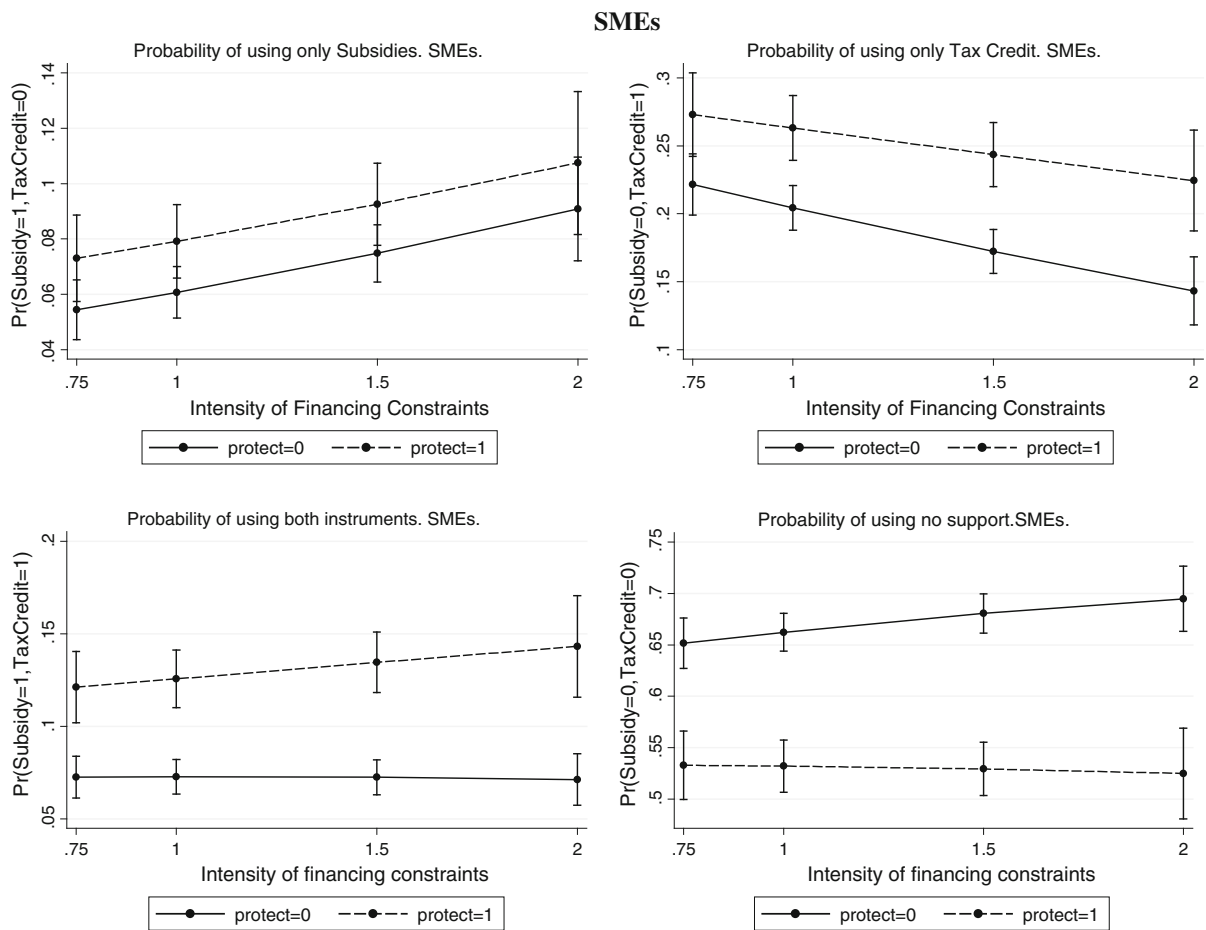 SMEs
Probability of using only Subsidies. SMEs.
Pr(Subsidy=1,TaxCredit=0)
.14
.12
.1
.08
.06
.04
.75
1
1.5
2
Intensity of Financing Constraints
protect=0
protect=1
Probability of using only Tax Credit. SMEs.
Pr(Subsidy=0,TaxCredit=1)
.3
.25
.2
.15
.1
.75
1
1.5
2
Intensity of Financing Constraints
protect=0
protect=1
Probability of using both instruments. SMEs.
Pr(Subsidy=1,TaxCredit=1)
.2
.15
.1
.05
.75
1
1.5
2
Intensity of financing constraints
protect=0
protect=1
Probability of using no support.SMEs.
Pr(Subsidy=0,TaxCredit=0)
.75
.7
.65
.6
.55
.5
.75
1
1.5
2
Intensity of financing constraints
protect=0
protect=1